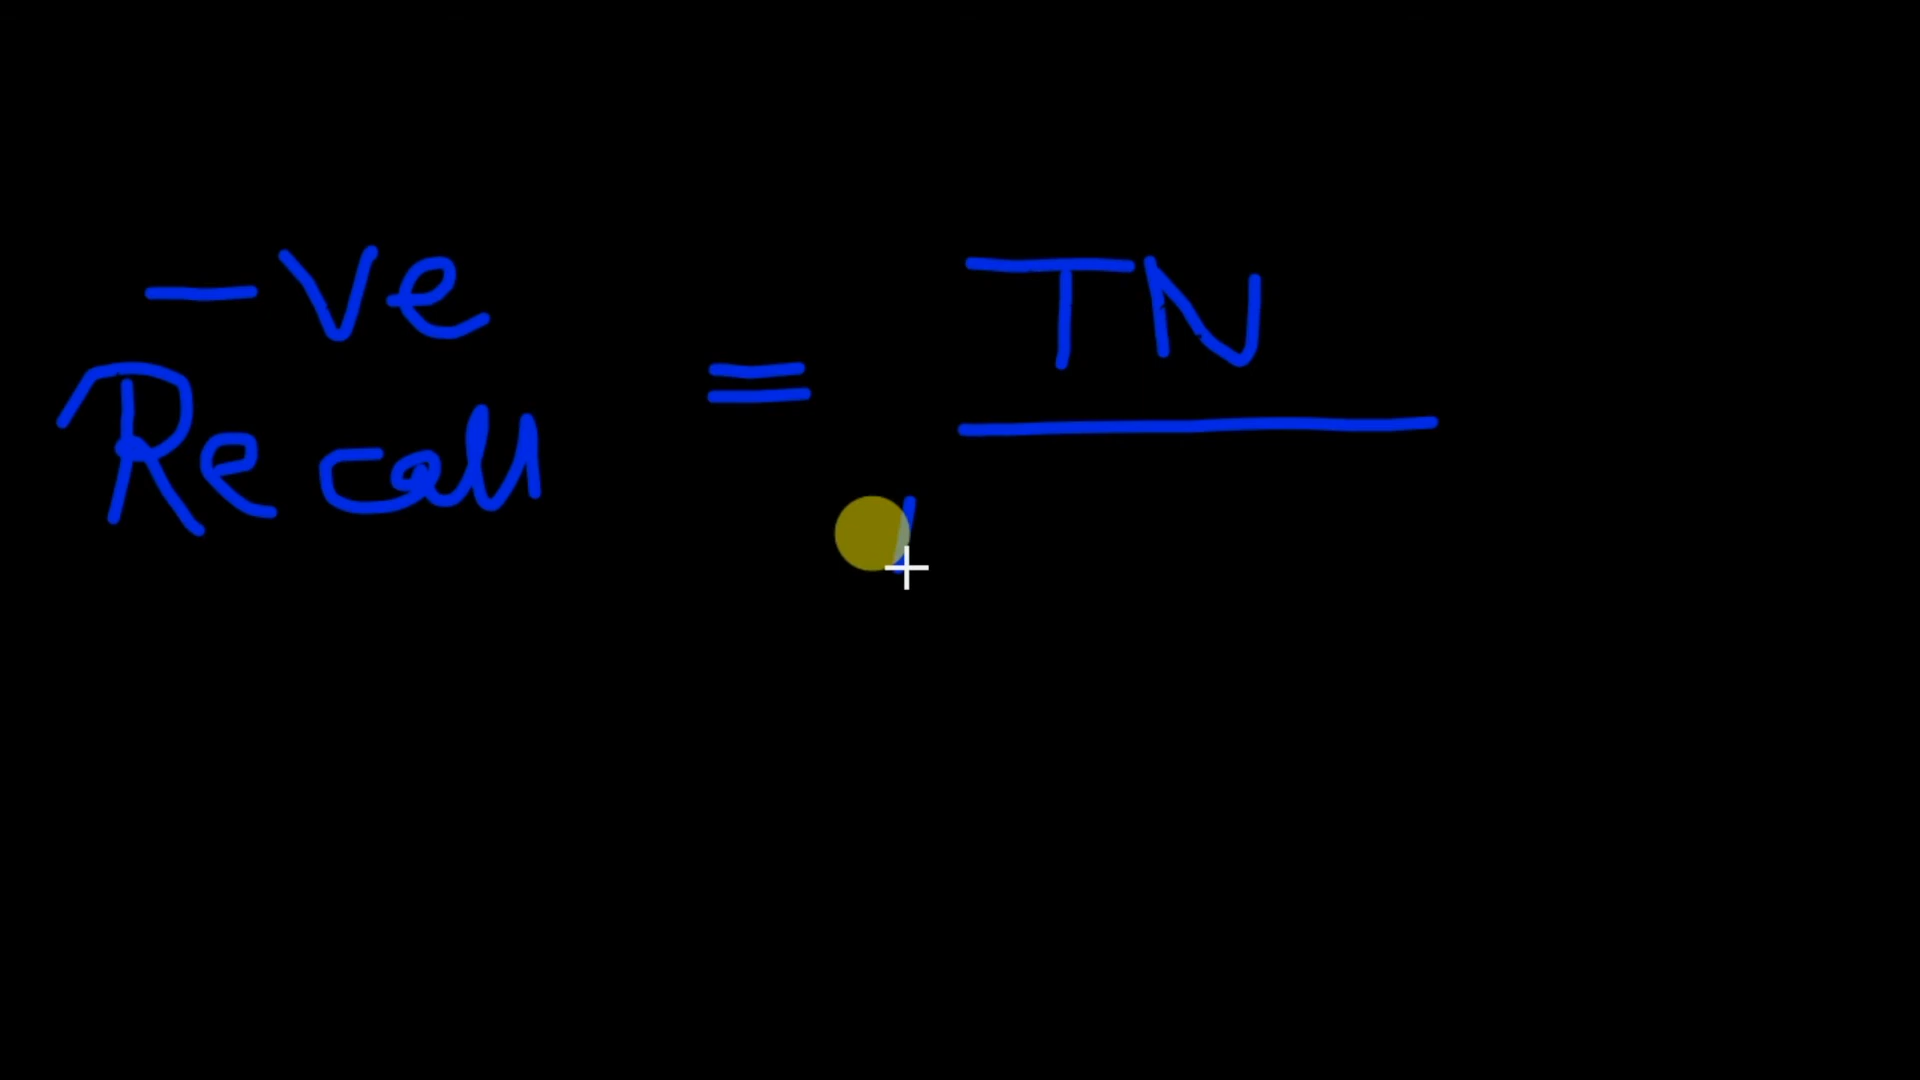 -ve
Recall = TN